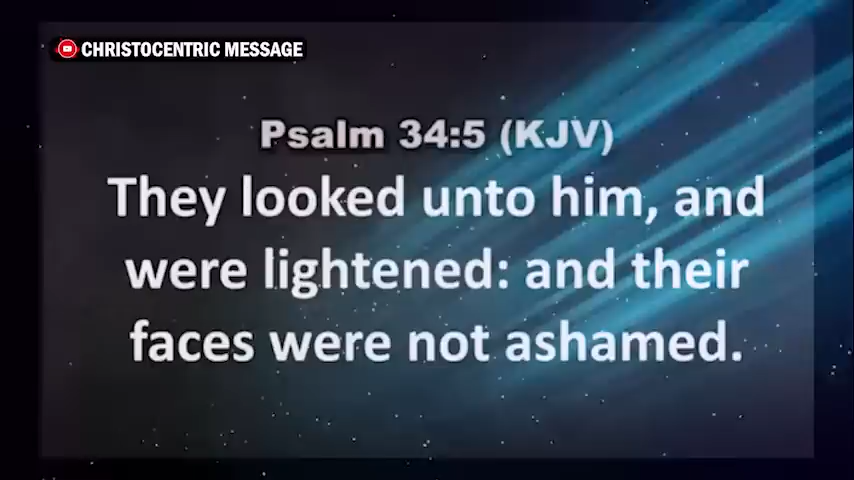 CHRISTOCENTRIC MESSAGE
Psalm 34:5 (KJV)
They looked unto him, and
were lightened: and their
faces were not ashamed.